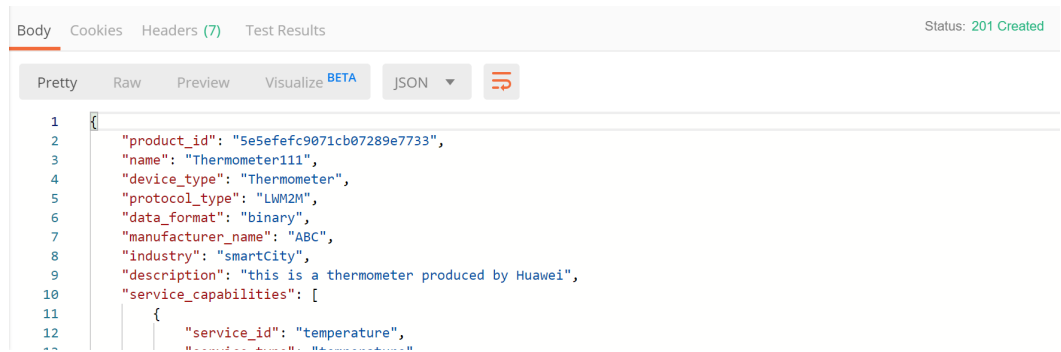 Body Cookies Headers (7) Test Results Status: 201 Created
Pretty Raw Preview Visualize BETA JSON
1 {
2 "product_id": "5e5efefc9071cb07289e7733",
3 "name": "Thermometer111",
4 "device_type": "Thermometer",
5 "protocol_type": "LWM2M",
6 "data_format": "binary",
7 "manufacturer_name": "ABC",
8 "industry": "smartCity",
9 "description": "this is a thermometer produced by Huawei",
10 "service_capabilities": [
11 {
12 "service_id": "temperature",